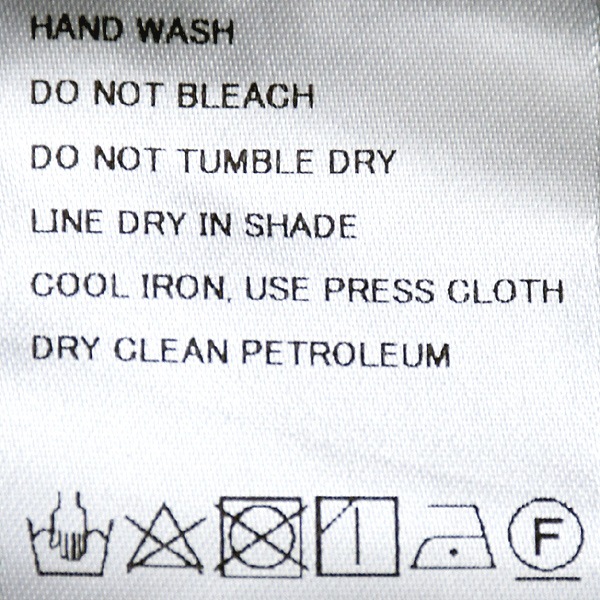 HAND WASH
DO NOT BLEACH
DO NOT TUMBLE DRY
LINE DRY IN SHADE
COOL IRON, USE PRESS CLOTH
DRY CLEAN PETROLEUM
F